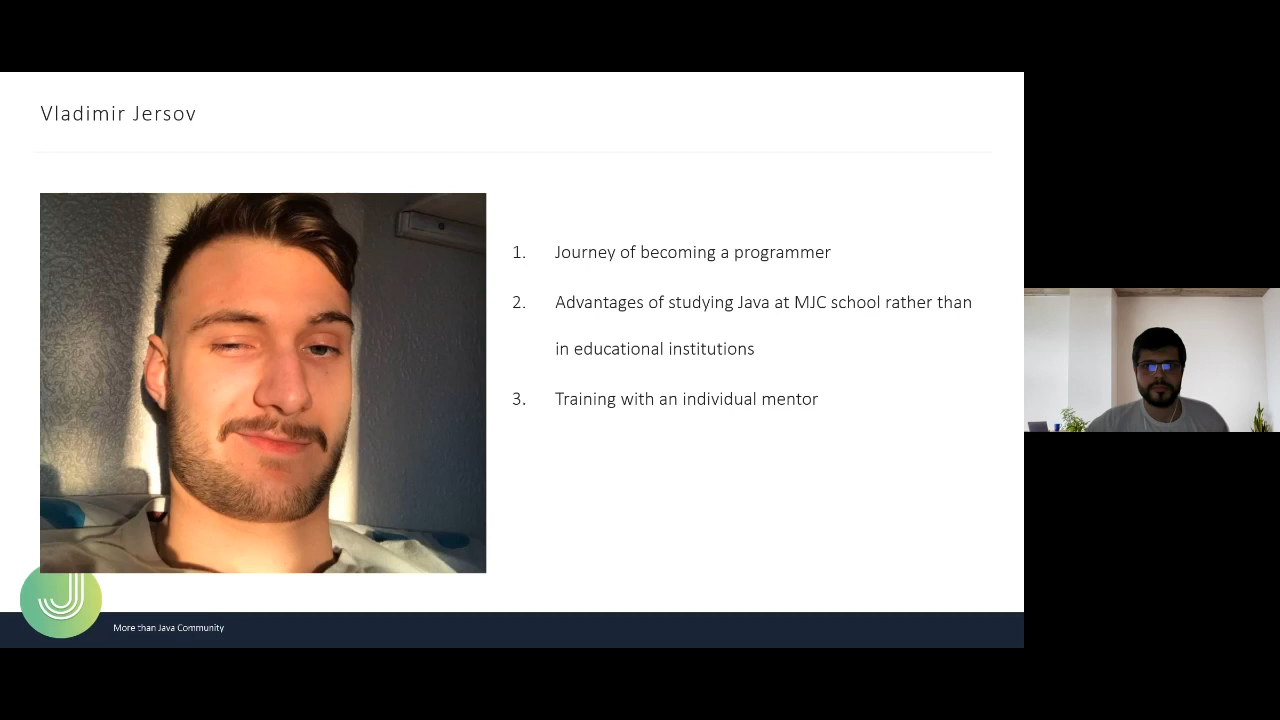 Vladimir Jersov
1. Journey of becoming a programmer
2. Advantages of studying Java at MJC school rather than
in educational institutions
3. Training with an individual mentor
More than Java Community